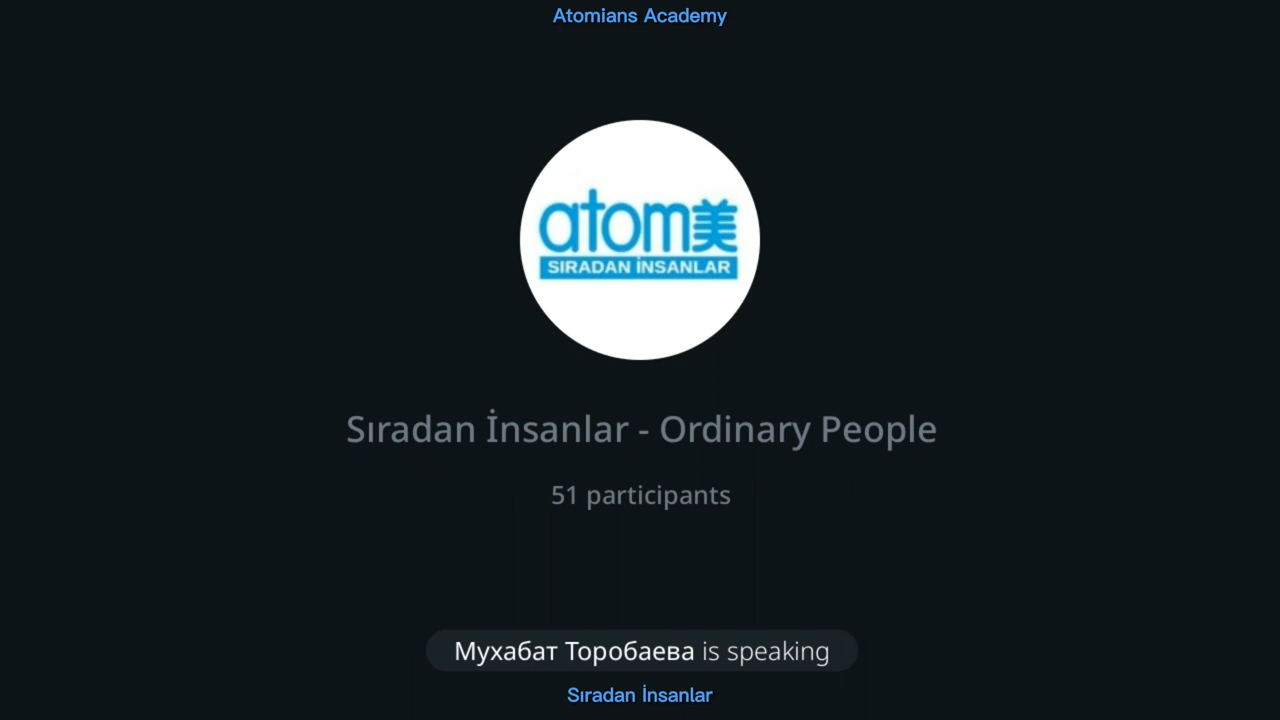 Atomians Academy
atom美
SIRADAN İNSANLAR
Sıradan İnsanlar - Ordinary People
51 participants
Мухабат Торобаева is speaking
Sıradan İnsanlar